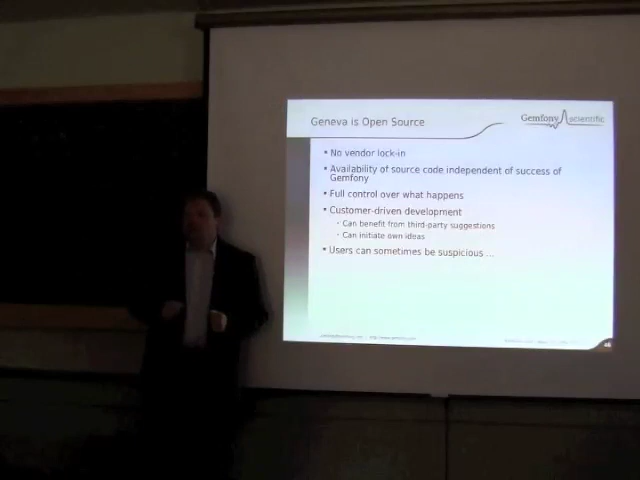 Geneva is Open Source
Gemfony scientific
• No vendor lock-in
• Availability of source code independent of success of
Gemfony
• Full control over what happens
• Customer-driven development
- Can benefit from third-party suggestions
- Can initiate own ideas
• Users can sometimes be suspicious ...